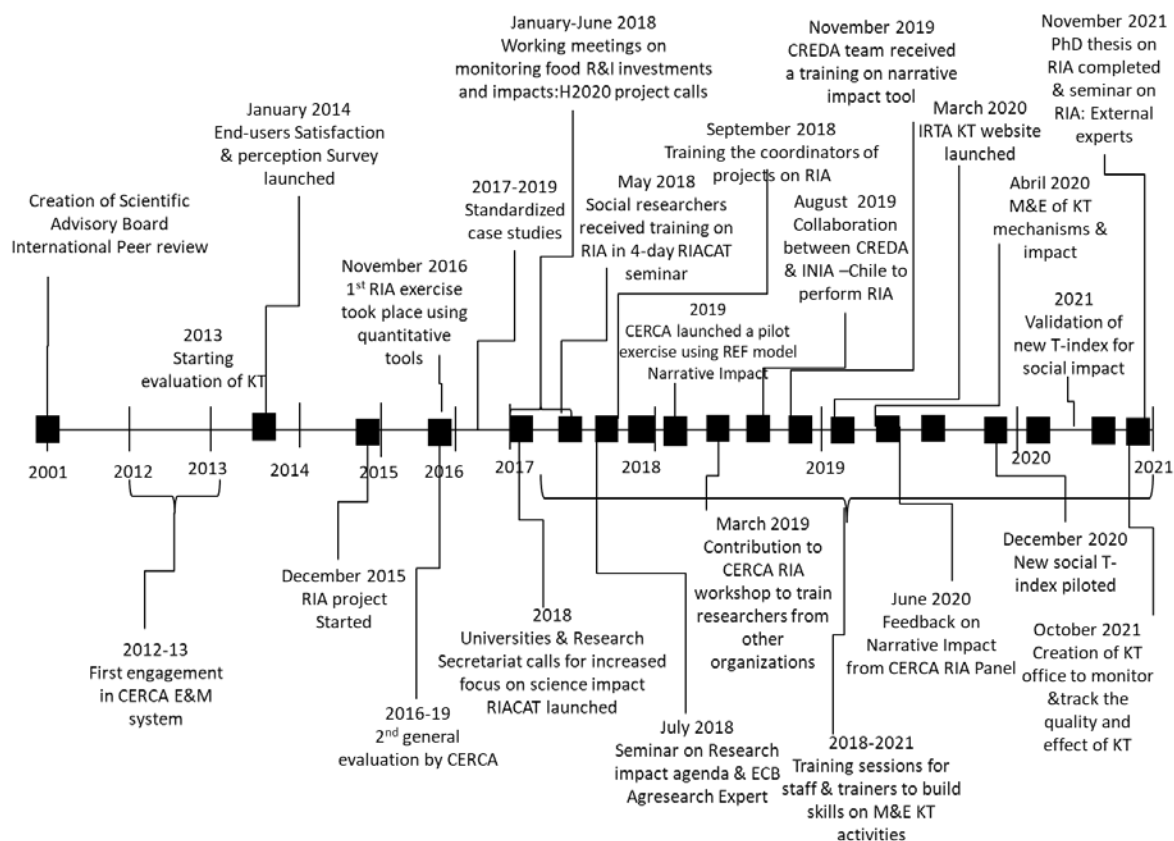 Creation of Scientific
Advisory Board
International Peer review
2013
Starting
evaluation of KT
January 2014
End-users Satisfaction
& perception Survey
launched
November 2016
1st RIA exercise
took place using
quantitative
tools
2017-2019
Standardized
case studies
January-June 2018
Working meetings on
monitoring food R&I investments
and impacts:H2020 project calls
May 2018
Social researchers
received training on
RIA in 4-day RIACAT
seminar
September 2018
Training the coordinators of
projects on RIA
2019
CERCA launched a pilot
exercise using REF model
Narrative Impact
August 2019
Collaboration
between CREDA
& INIA –Chile to
perform RIA
November 2019
CREDA team received
a training on narrative
impact tool
March 2020
IRTA KT website
launched
Abril 2020
M&E of KT
mechanisms &
impact
2021
Validation of
new T-index for
social impact
November 2021
PhD thesis on
RIA completed
& seminar on
RIA: External
experts
2001
2012
2013
2014
2015
2016
2017
2018
2019
2020
2021
2012-13
First engagement
in CERCA E&M
system
December 2015
RIA project
Started
2016-19
2nd general
evaluation by CERCA
2018
Universities & Research
Secretariat calls for increased
focus on science impact
RIACAT launched
July 2018
Seminar on Research
impact agenda & ECB
Agresearch Expert
March 2019
Contribution to
CERCA RIA
workshop to train
researchers from
other
organizations
2018-2021
Training sessions for
staff & trainers to build
skills on M&E KT
activities
June 2020
Feedback on
Narrative Impact
from CERCA RIA Panel
December 2020
New social T-
index piloted
October 2021
Creation of KT
office to monitor
&track the
quality and
effect of KT